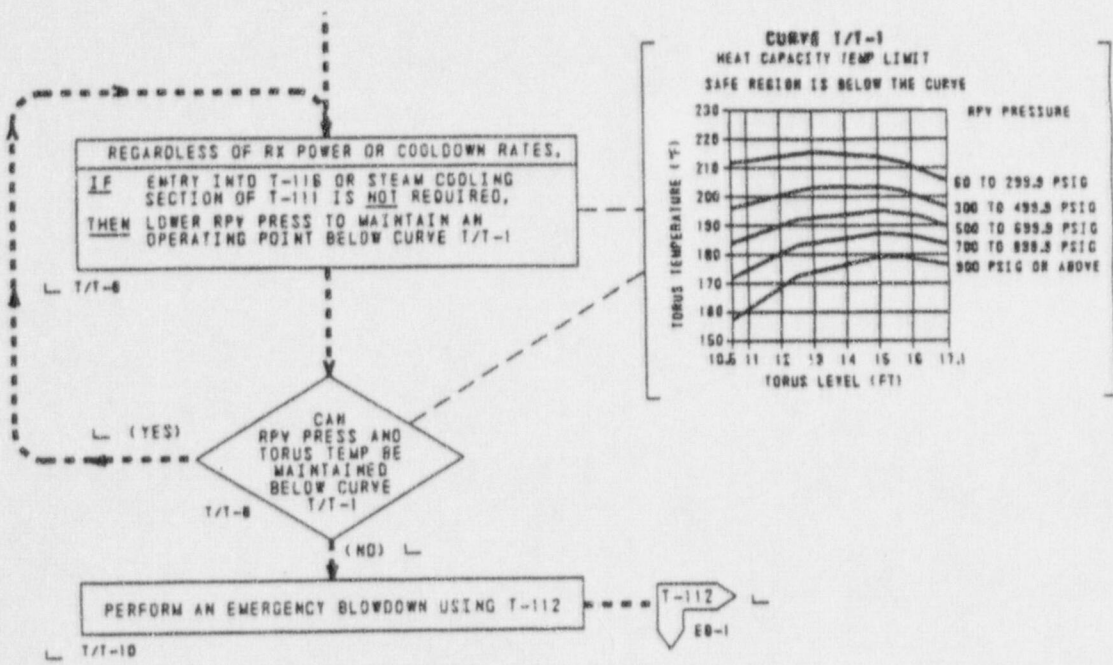 REGARDLESS OF RX POWER OR COOLDOWN RATES,
IF ENTRY INTO T-116 OR STEAM COOLING
SECTION OF T-111 IS NOT REQUIRED,
THEN LOWER RPV PRESS TO MAINTAIN AN
OPERATING POINT BELOW CURVE T/T-1
CURVE T/T-1
HEAT CAPACITY TEMP LIMIT
SAFE REGION IS BELOW THE CURVE
RPV PRESSURE
TORUS TEMPERATURE (°F)
230
220
210
200
190
180
170
160
150
60 TO 299.9 PSIG
300 TO 499.9 PSIG
500 TO 699.9 PSIG
700 TO 899.9 PSIG
900 PSIG OR ABOVE
10.5 11 12 13 14 15 16 17.1
TORUS LEVEL (FT)
(YES)
CAN
RPV PRESS AND
TORUS TEMP BE
MAINTAINED
BELOW CURVE
T/T-1
(NO)
PERFORM AN EMERGENCY BLOWDOWN USING T-112
T-112
EB-1
T/T-10